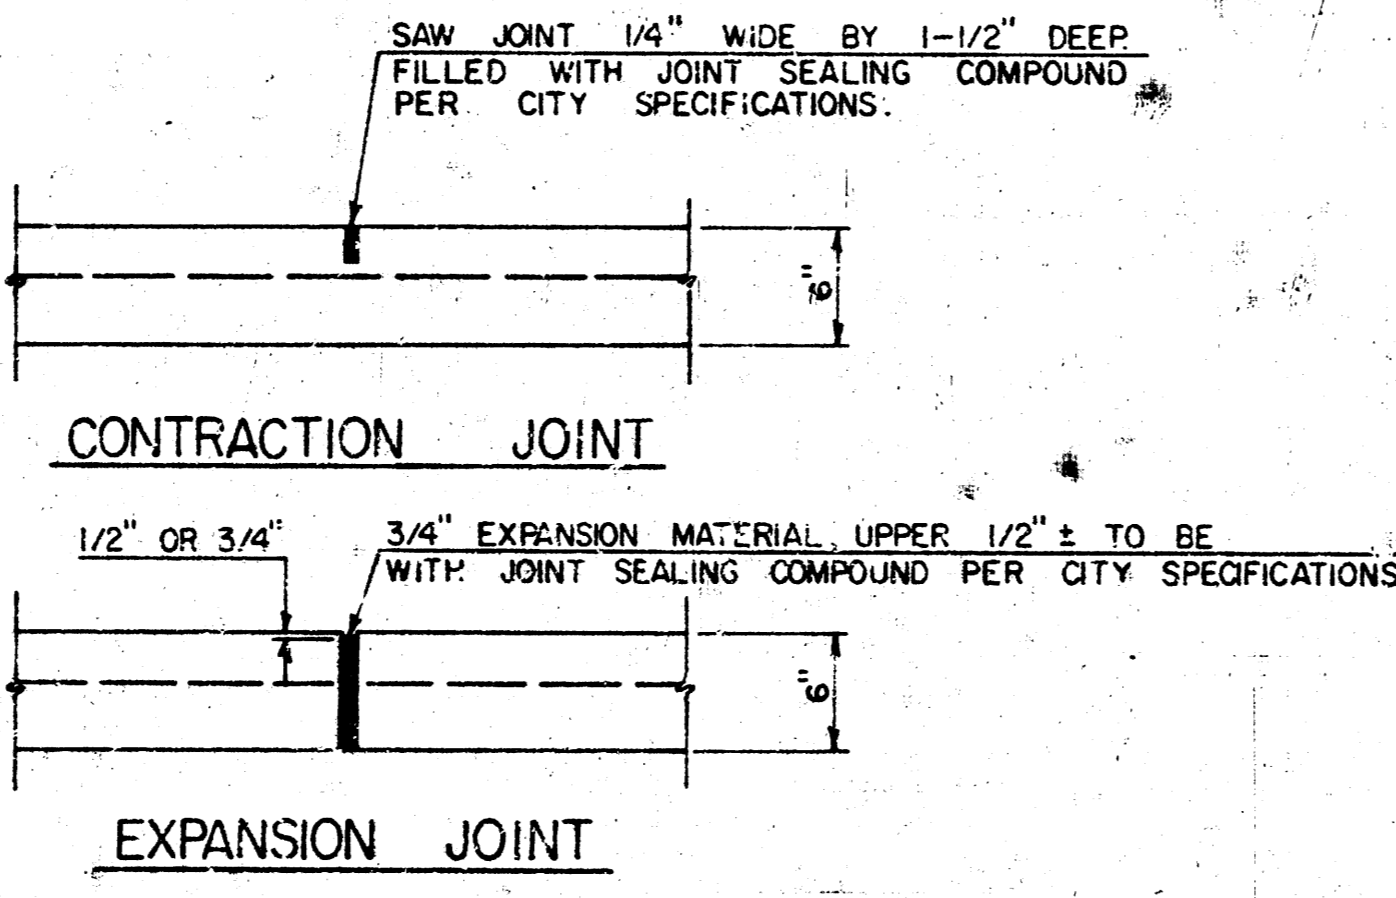 SAW JOINT 1/4" WIDE BY 1-1/2" DEEP.
FILLED WITH JOINT SEALING COMPOUND
PER CITY SPECIFICATIONS.
6"
CONTRACTION JOINT
1/2" OR 3/4"
3/4" EXPANSION MATERIAL, UPPER 1/2" ± TO BE
WITH JOINT SEALING COMPOUND PER CITY SPECIFICATIONS
6"
EXPANSION JOINT